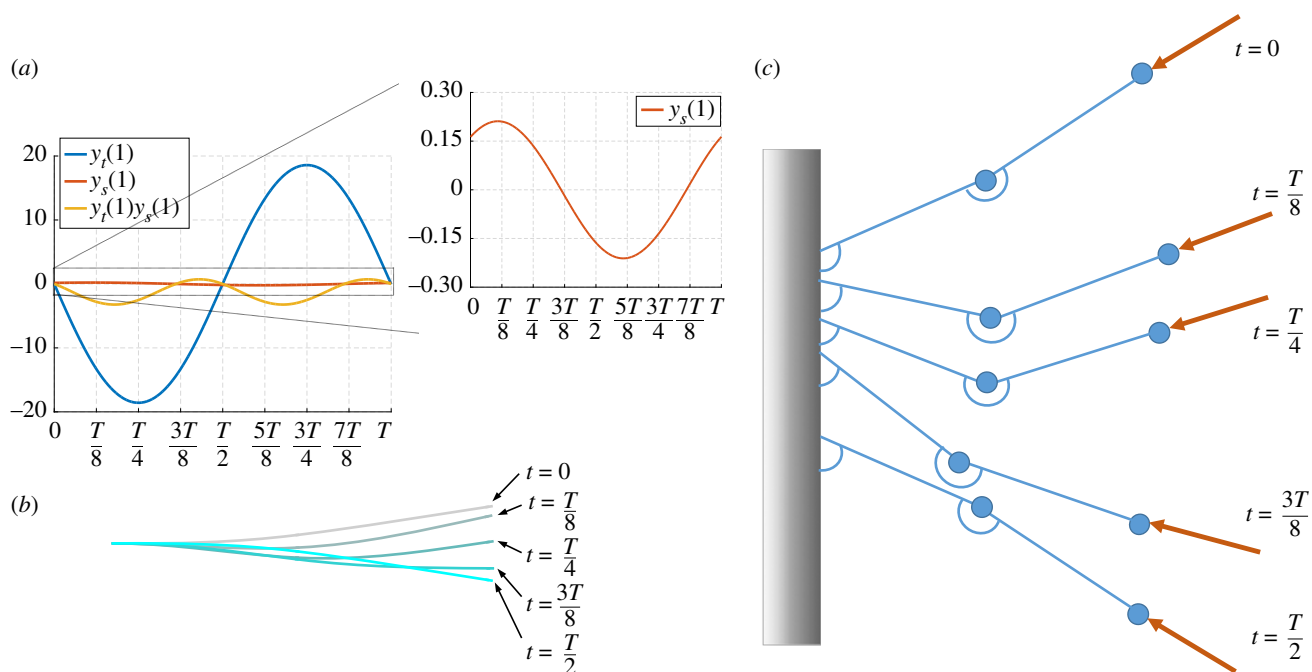 (a)
y_t(1)
y_s(1)
y_t(1)y_s(1)
20
10
0
−10
−20
0 T/8 T/4 3T/8 T/2 5T/8 3T/4 7T/8 T
y_s(1)
0.30
0.15
0
−0.15
−0.30
0 T/8 T/4 3T/8 T/2 5T/8 3T/4 7T/8 T
(b)
t = 0
t = T/8
t = T/4
t = 3T/8
t = T/2
(c)
t = 0
t = T/8
t = T/4
t = 3T/8
t = T/2